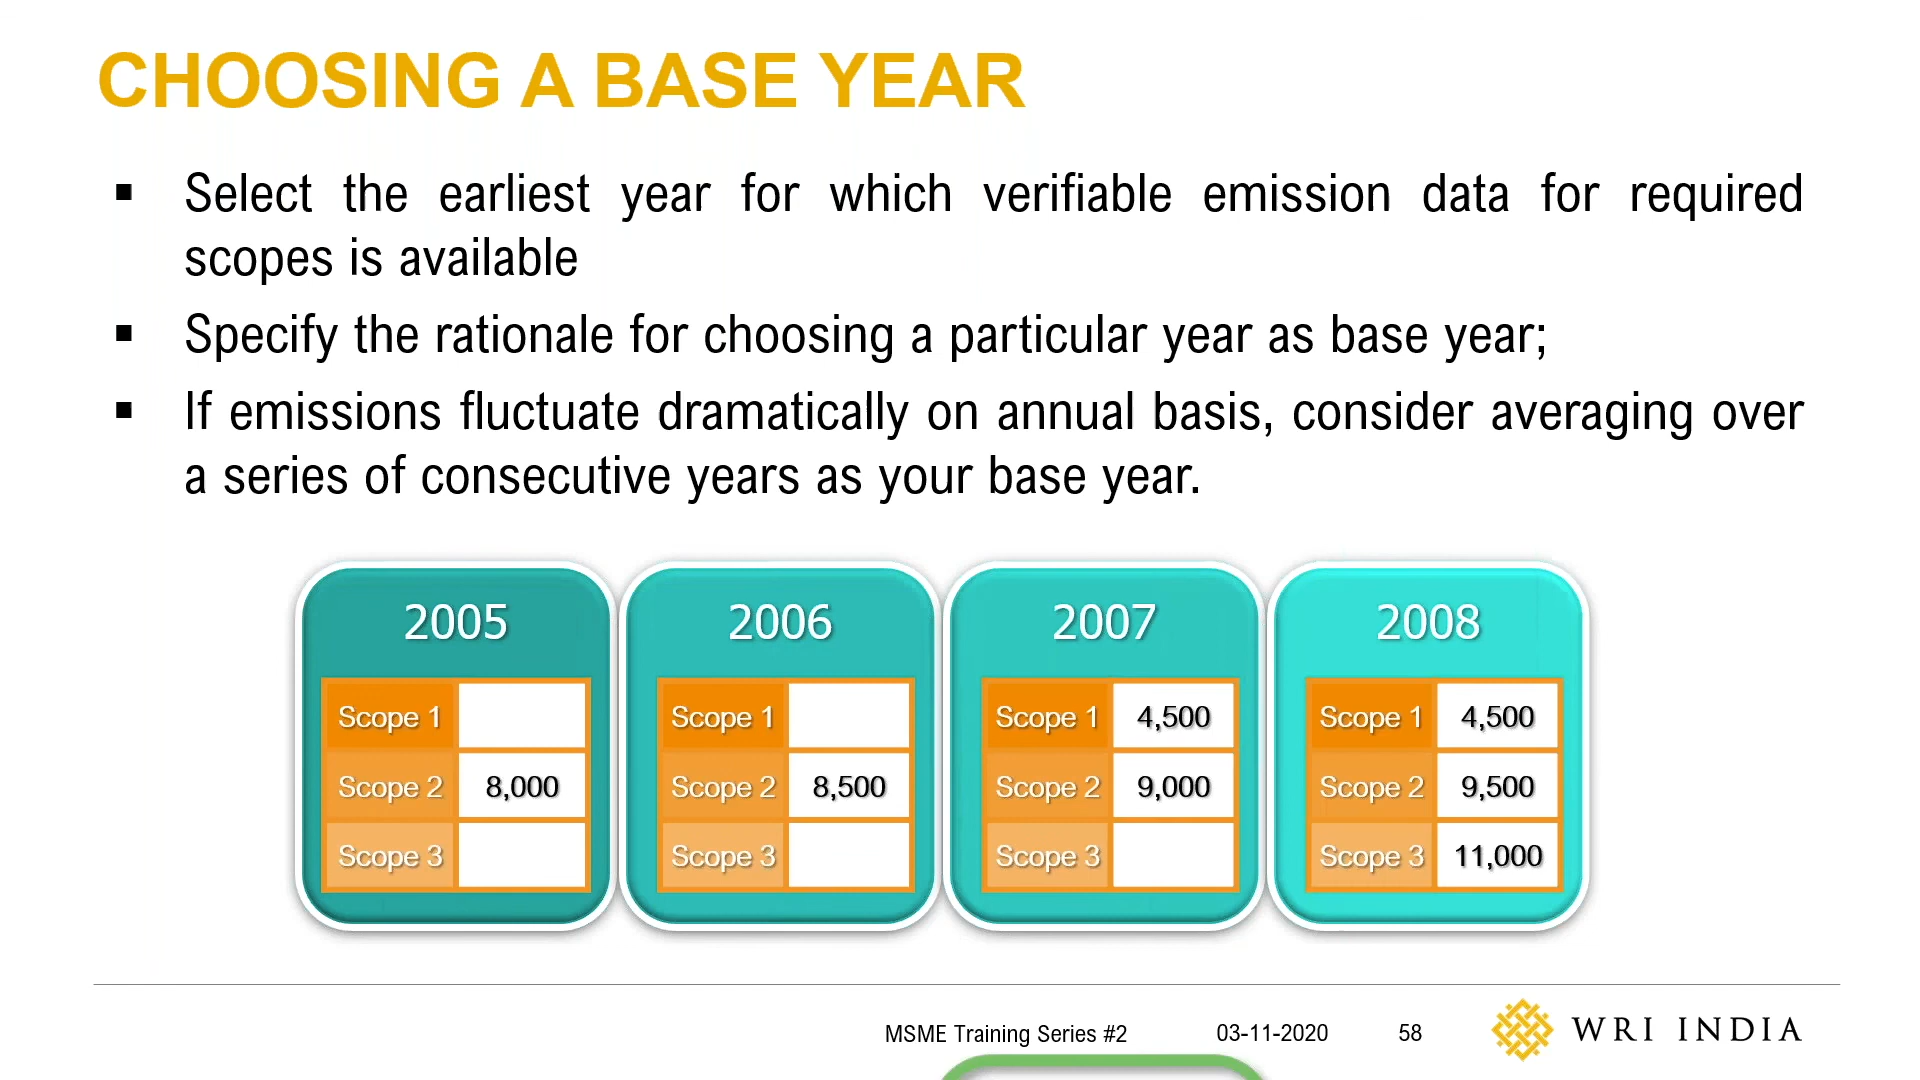 CHOOSING A BASE YEAR
▪ Select the earliest year for which verifiable emission data for required
scopes is available
▪ Specify the rationale for choosing a particular year as base year;
▪ If emissions fluctuate dramatically on annual basis, consider averaging over
a series of consecutive years as your base year.
2005
Scope 1
Scope 2 8,000
Scope 3
2006
Scope 1
Scope 2 8,500
Scope 3
2007
Scope 1 4,500
Scope 2 9,000
Scope 3
2008
Scope 1 4,500
Scope 2 9,500
Scope 3 11,000
MSME Training Series #2 03-11-2020 58 WRI INDIA